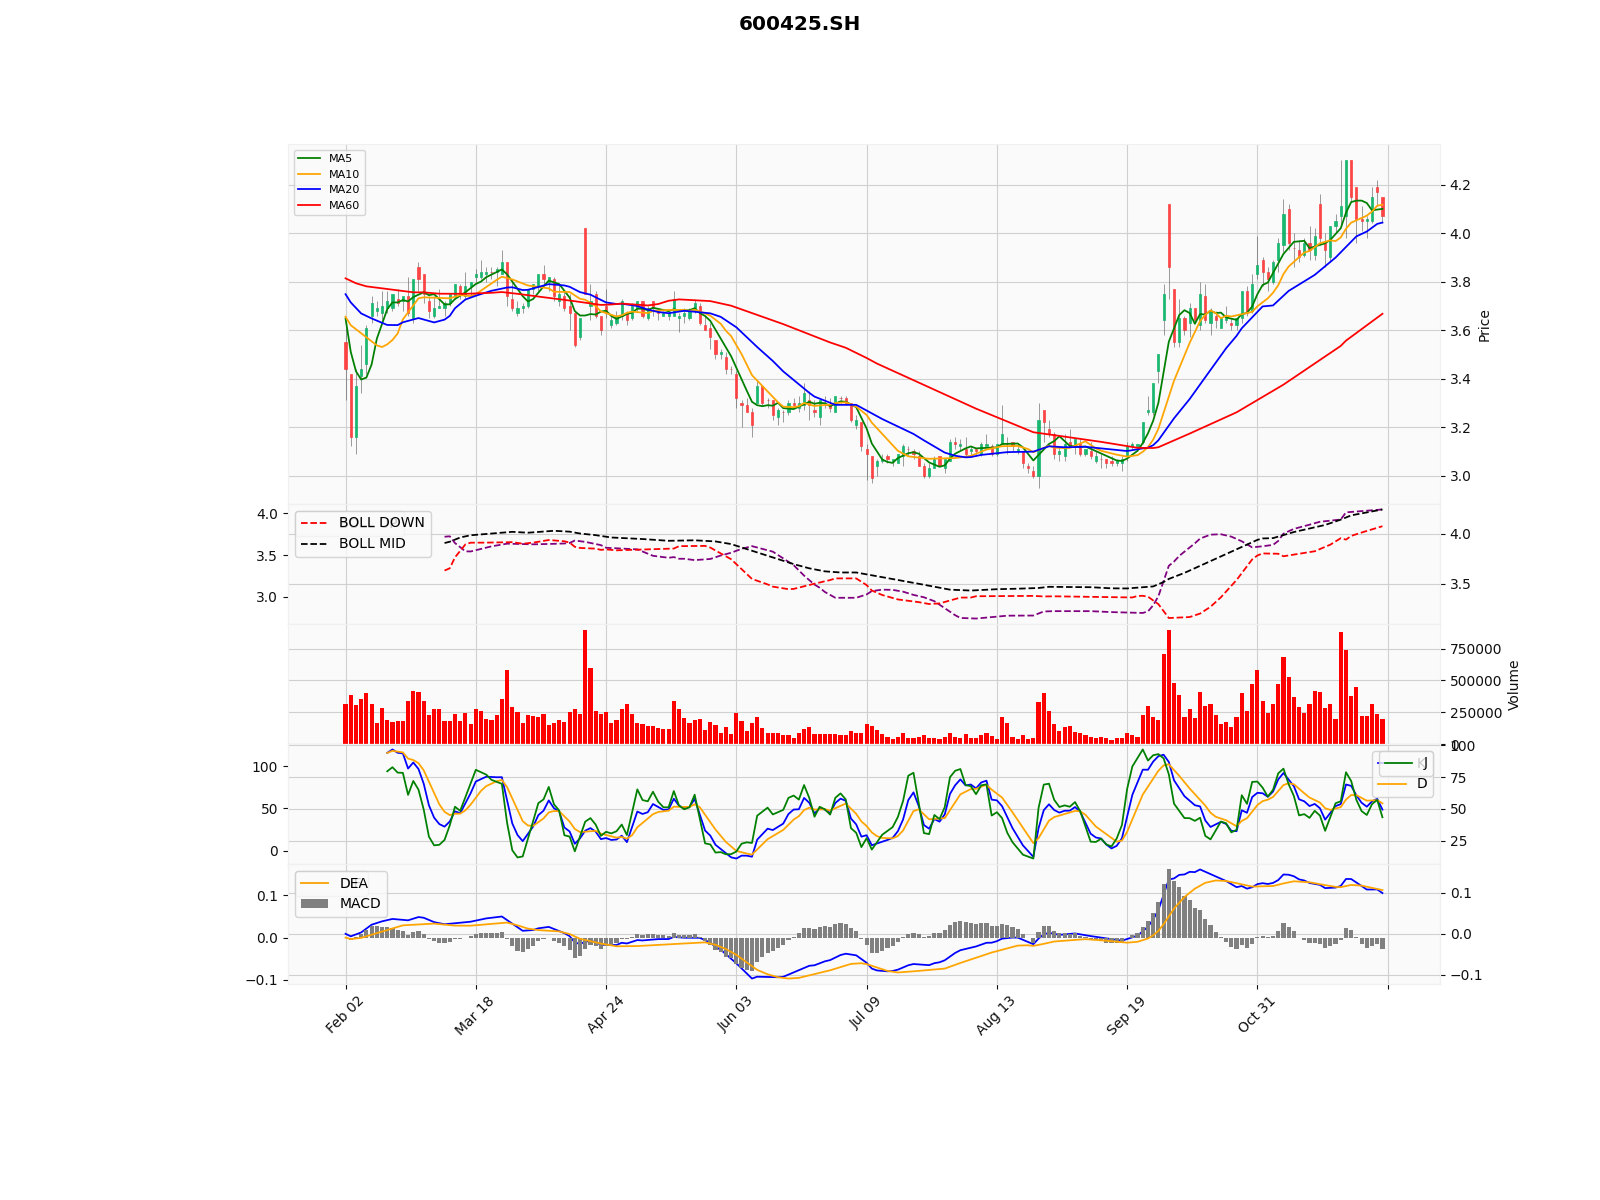 600425.SH
MA5
MA10
MA20
MA60
4.2
4.0
3.8
3.6
3.4
3.2
3.0
Price
BOLL DOWN
BOLL MID
4.0
3.5
3.0
4.0
3.5
750000
500000
250000
0
Volume
100
50
0
100
75
50
25
J
D
DEA
MACD
0.1
0.0
−0.1
0.1
0.0
−0.1
Feb 02
Mar 18
Apr 24
Jun 03
Jul 09
Aug 13
Sep 19
Oct 31